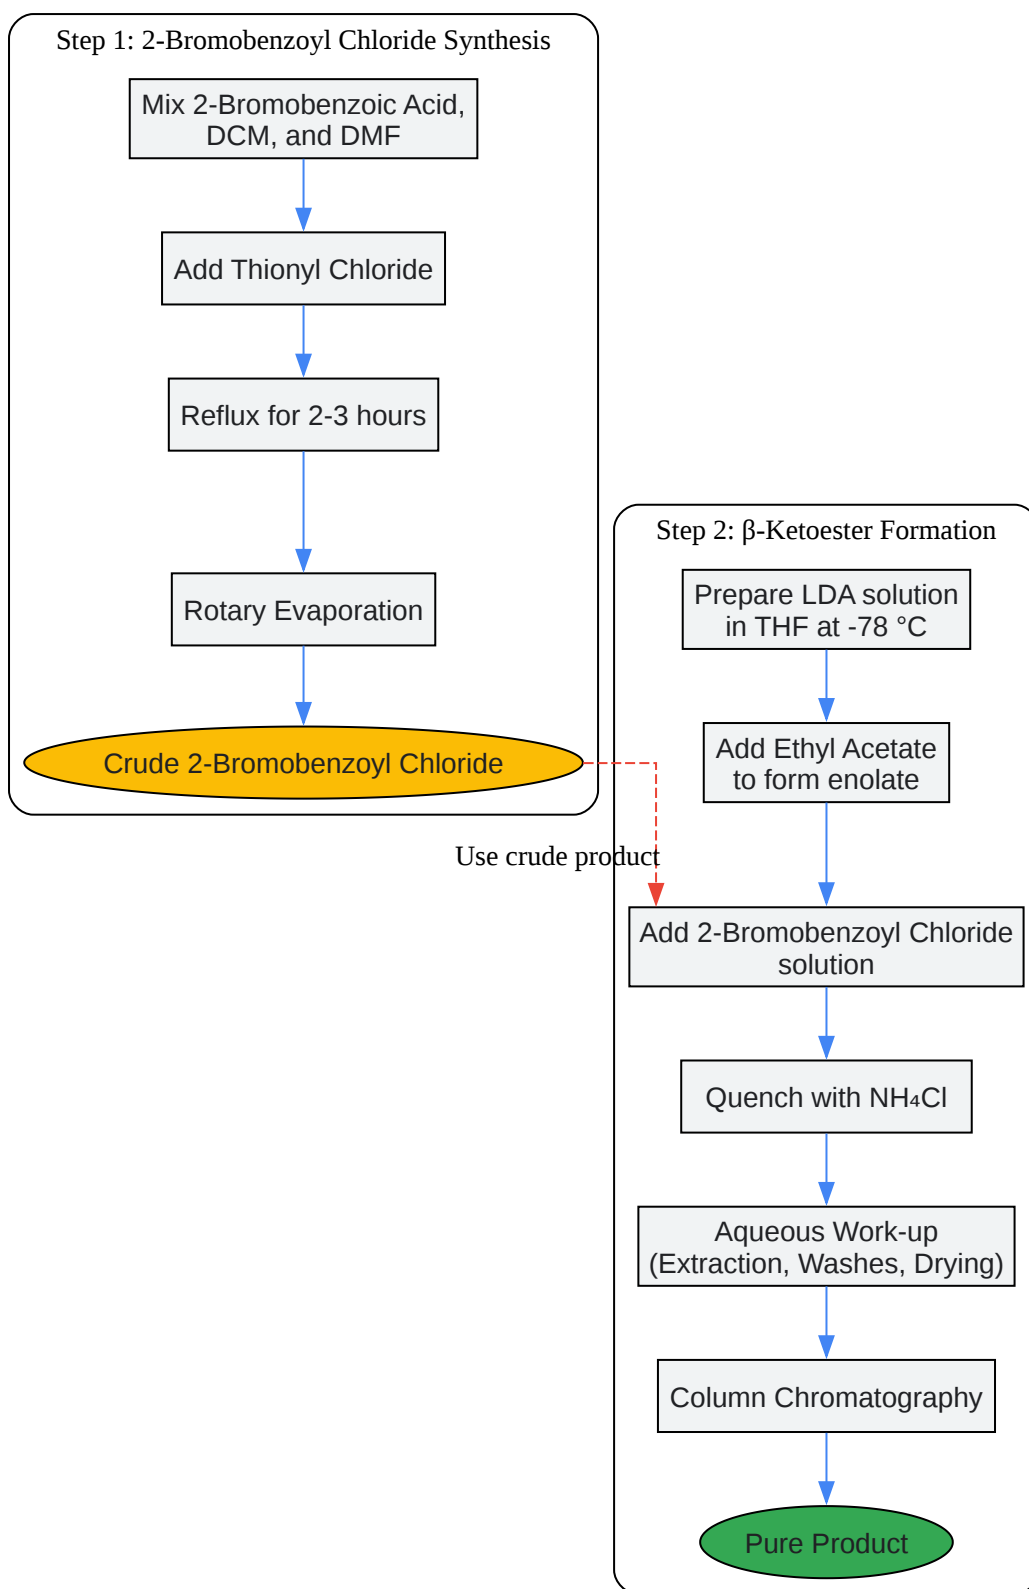 Step 1: 2-Bromobenzoyl Chloride Synthesis
Mix 2-Bromobenzoic Acid,
DCM, and DMF
Add Thionyl Chloride
Reflux for 2-3 hours
Rotary Evaporation
Crude 2-Bromobenzoyl Chloride
Use crude product
Step 2: β-Ketoester Formation
Prepare LDA solution
in THF at -78 °C
Add Ethyl Acetate
to form enolate
Add 2-Bromobenzoyl Chloride
solution
Quench with NH₄Cl
Aqueous Work-up
(Extraction, Washes, Drying)
Column Chromatography
Pure Product